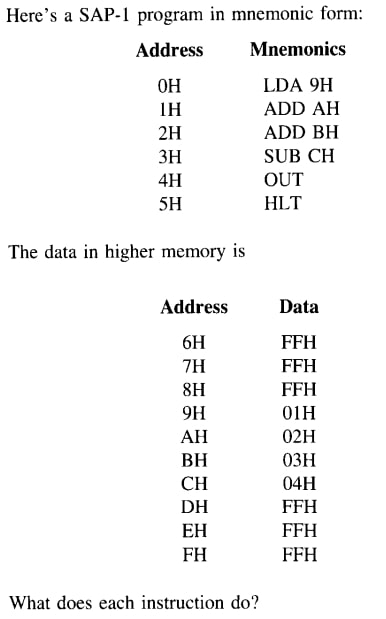 Here's a SAP-1 program in mnemonic form:
Address Mnemonics
0H LDA 9H
1H ADD AH
2H ADD BH
3H SUB CH
4H OUT
5H HLT
The data in higher memory is
Address Data
6H FFH
7H FFH
8H FFH
9H 01H
AH 02H
BH 03H
CH 04H
DH FFH
EH FFH
FH FFH
What does each instruction do?